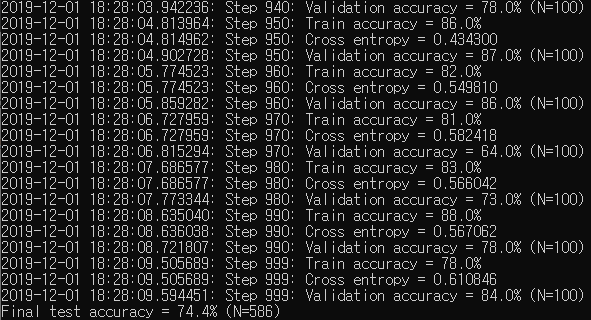 2019-12-01 18:28:03.942236: Step 940: Validation accuracy = 78.0% (N=100)
2019-12-01 18:28:04.813964: Step 950: Train accuracy = 86.0%
2019-12-01 18:28:04.814962: Step 950: Cross entropy = 0.434300
2019-12-01 18:28:04.902728: Step 950: Validation accuracy = 87.0% (N=100)
2019-12-01 18:28:05.774523: Step 960: Train accuracy = 82.0%
2019-12-01 18:28:05.774523: Step 960: Cross entropy = 0.549810
2019-12-01 18:28:05.859282: Step 960: Validation accuracy = 86.0% (N=100)
2019-12-01 18:28:06.727959: Step 970: Train accuracy = 81.0%
2019-12-01 18:28:06.727959: Step 970: Cross entropy = 0.582418
2019-12-01 18:28:06.815294: Step 970: Validation accuracy = 64.0% (N=100)
2019-12-01 18:28:07.686577: Step 980: Train accuracy = 83.0%
2019-12-01 18:28:07.686577: Step 980: Cross entropy = 0.566042
2019-12-01 18:28:07.773344: Step 980: Validation accuracy = 73.0% (N=100)
2019-12-01 18:28:08.635040: Step 990: Train accuracy = 88.0%
2019-12-01 18:28:08.636038: Step 990: Cross entropy = 0.567062
2019-12-01 18:28:08.721807: Step 990: Validation accuracy = 78.0% (N=100)
2019-12-01 18:28:09.505689: Step 999: Train accuracy = 78.0%
2019-12-01 18:28:09.505689: Step 999: Cross entropy = 0.610846
2019-12-01 18:28:09.594451: Step 999: Validation accuracy = 84.0% (N=100)
Final test accuracy = 74.4% (N=586)